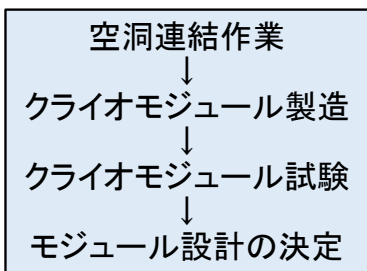 空洞連結作業
↓
クライオモジュール製造
↓
クライオモジュール試験
↓
モジュール設計の決定